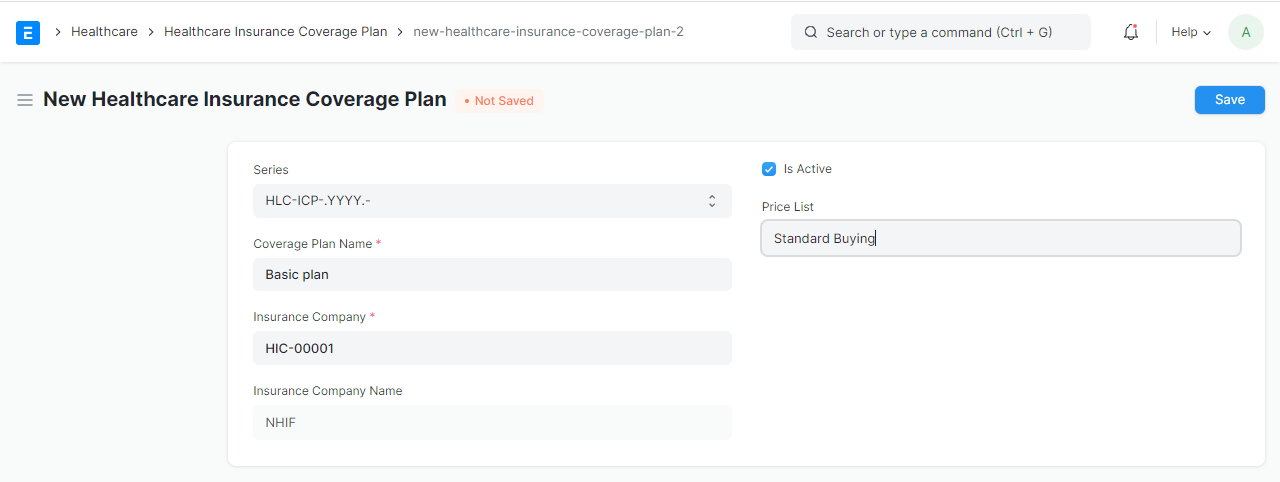 E
Healthcare
Healthcare Insurance Coverage Plan
new-healthcare-insurance-coverage-plan-2
Search or type a command (Ctrl + G)
Help
A
New Healthcare Insurance Coverage Plan
Not Saved
Save
Series
HLC-ICP-.YYYY.-
Coverage Plan Name *
Basic plan
Insurance Company *
HIC-00001
Insurance Company Name
NHIF
Is Active
Price List
Standard Buying